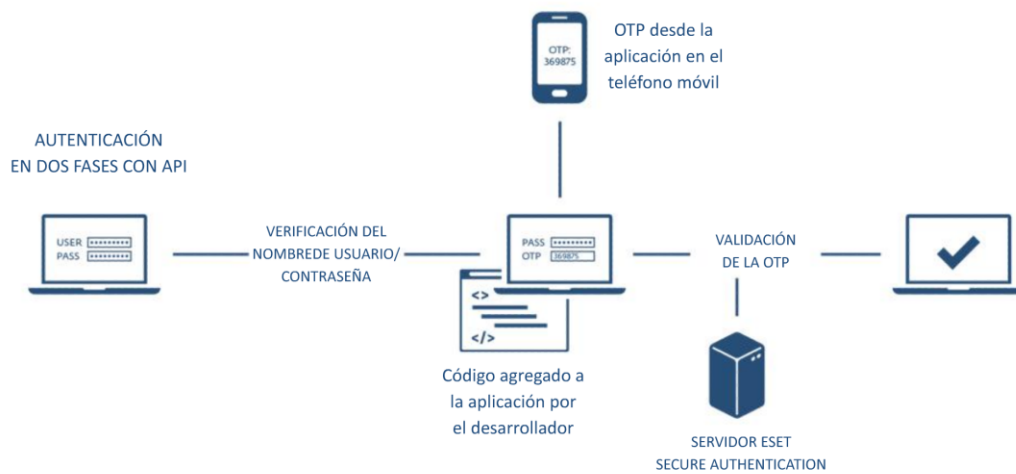 OTP:
369875
OTP desde la
aplicación en el
teléfono móvil
AUTENTICACIÓN
EN DOS FASES CON API
USER
PASS
VERIFICACIÓN DEL
NOMBREDE USUARIO/
CONTRASEÑA
PASS
OTP 369875
VALIDACIÓN
DE LA OTP
<>
</>
Código agregado a
la aplicación por
el desarrollador
SERVIDOR ESET
SECURE AUTHENTICATION